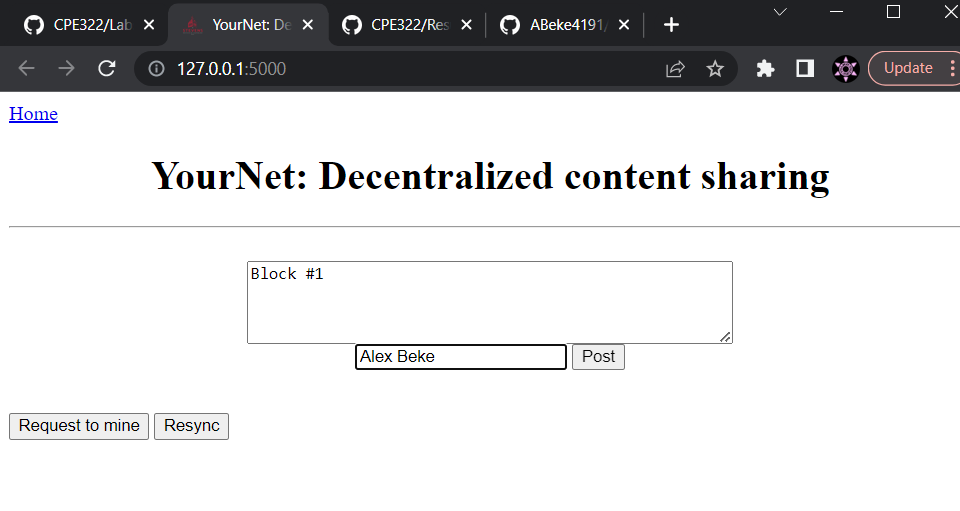 CPE322/Lab
YourNet: De
CPE322/Res
ABeke4191/
127.0.0.1:5000
Update
Home
YourNet: Decentralized content sharing
Block #1
Alex Beke
Post
Request to mine
Resync